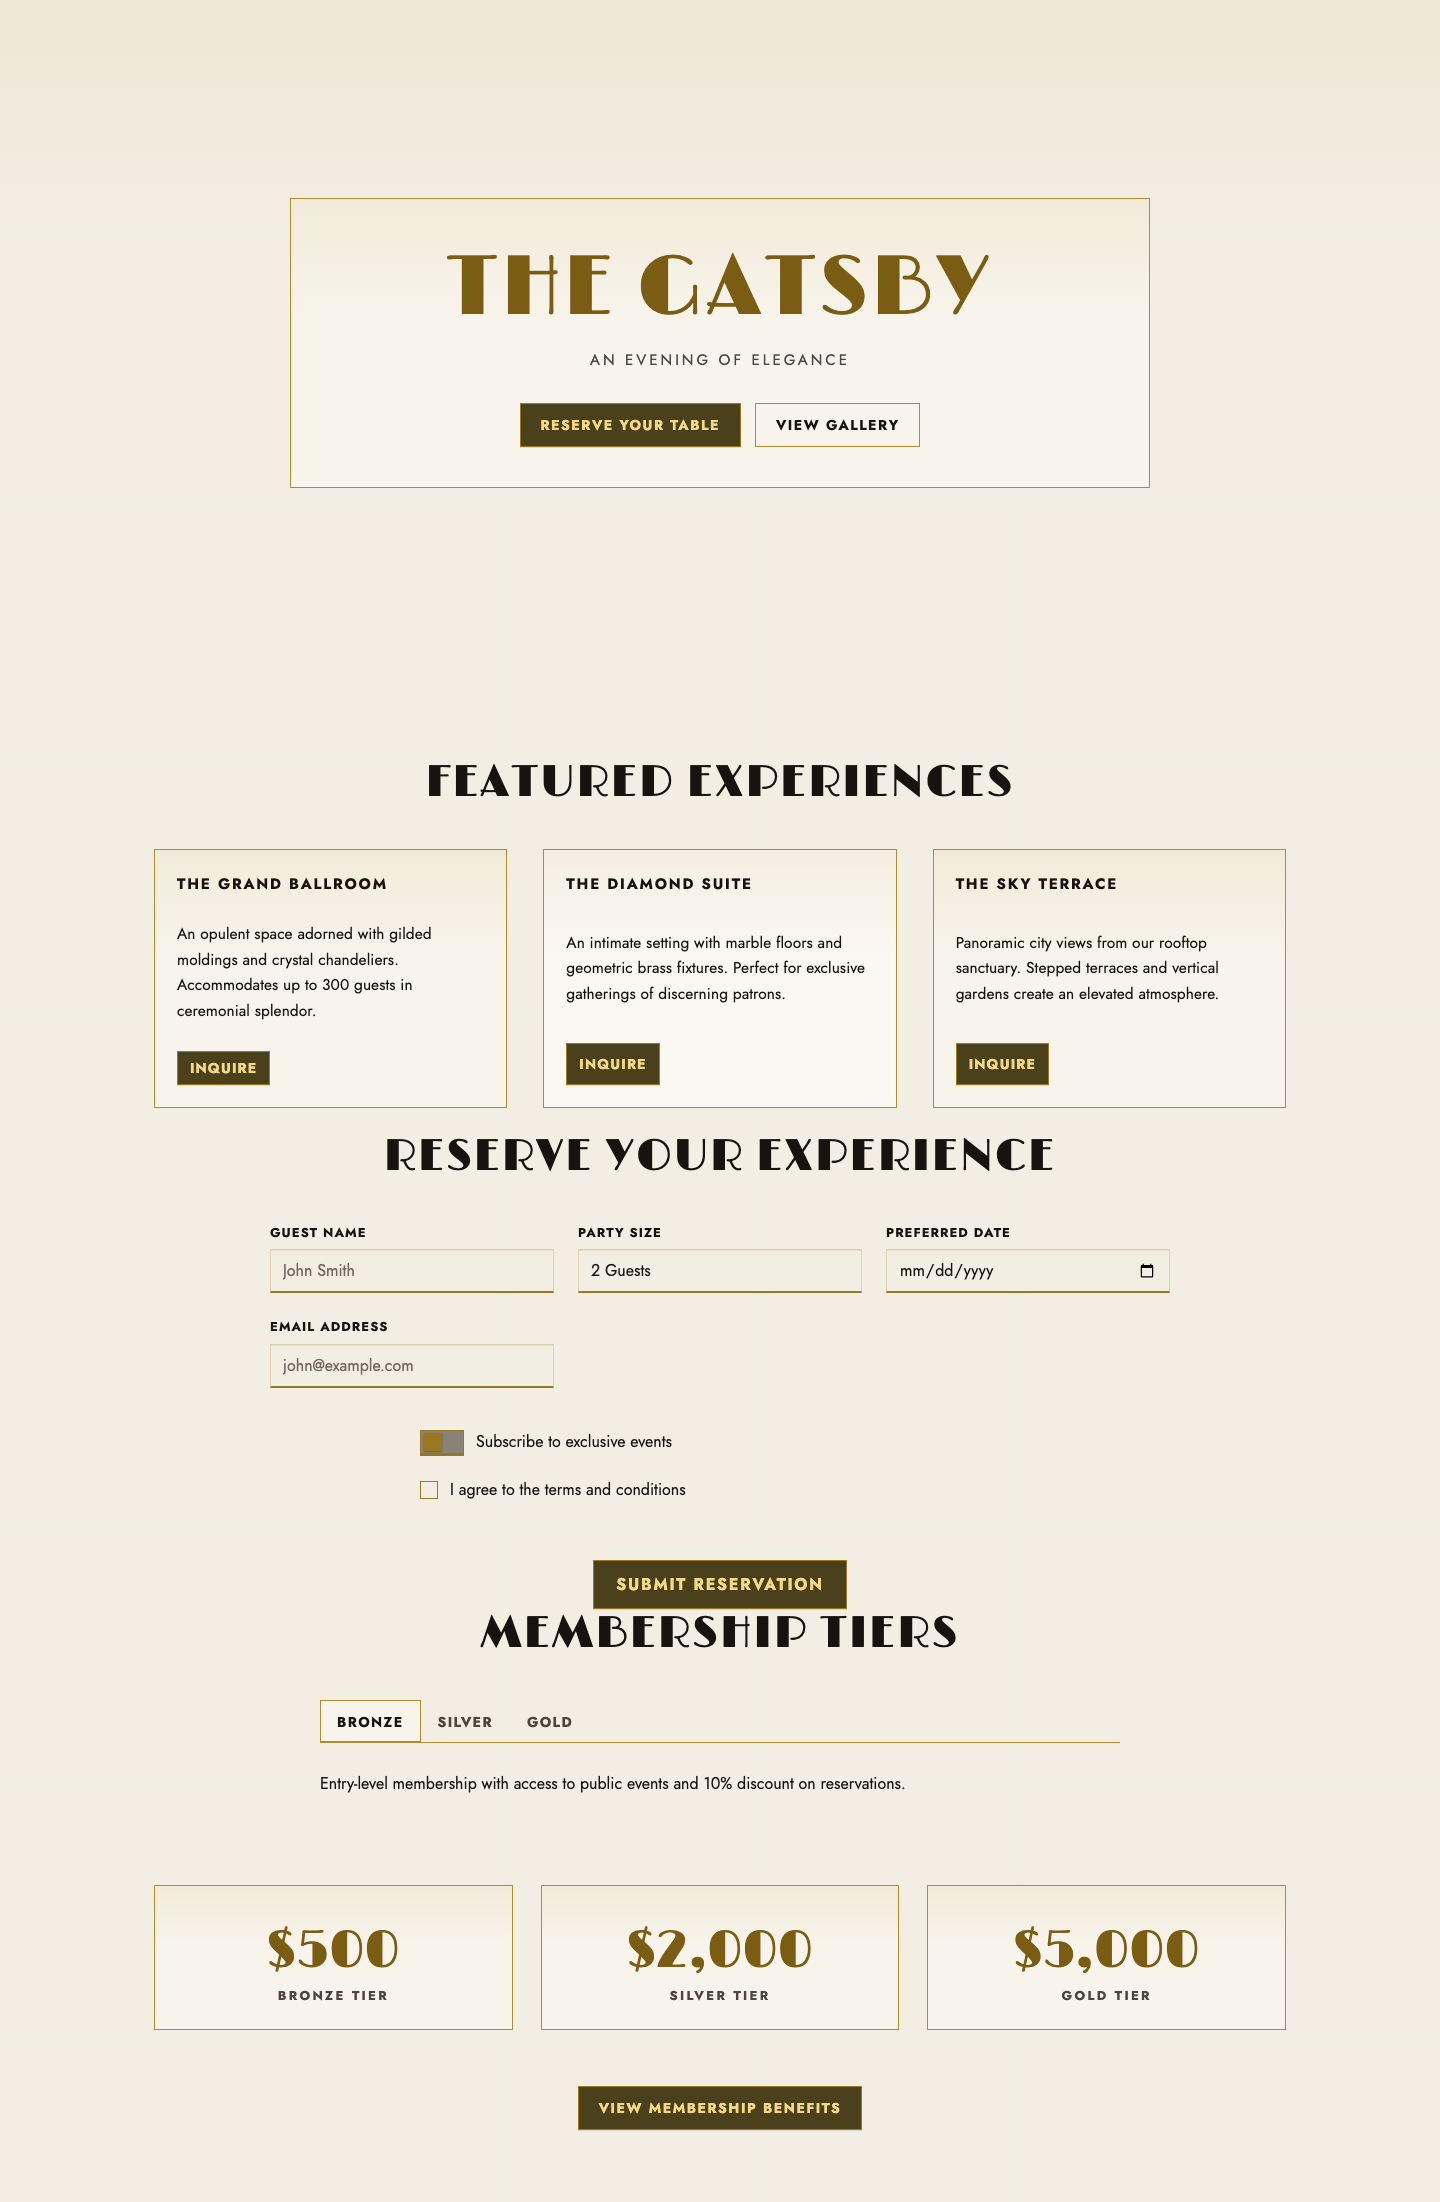 THE GATSBY
AN EVENING OF ELEGANCE
RESERVE YOUR TABLE
VIEW GALLERY
FEATURED EXPERIENCES
THE GRAND BALLROOM
An opulent space adorned with gilded
moldings and crystal chandeliers.
Accommodates up to 300 guests in
ceremonial splendor.
INQUIRE
THE DIAMOND SUITE
An intimate setting with marble floors and
geometric brass fixtures. Perfect for exclusive
gatherings of discerning patrons.
INQUIRE
THE SKY TERRACE
Panoramic city views from our rooftop
sanctuary. Stepped terraces and vertical
gardens create an elevated atmosphere.
INQUIRE
RESERVE YOUR EXPERIENCE
GUEST NAME
John Smith
PARTY SIZE
2 Guests
PREFERRED DATE
mm/dd/yyyy
EMAIL ADDRESS
john@example.com
Subscribe to exclusive events
I agree to the terms and conditions
SUBMIT RESERVATION
MEMBERSHIP TIERS
BRONZE
SILVER
GOLD
Entry-level membership with access to public events and 10% discount on reservations.
$500
BRONZE TIER
$2,000
SILVER TIER
$5,000
GOLD TIER
VIEW MEMBERSHIP BENEFITS